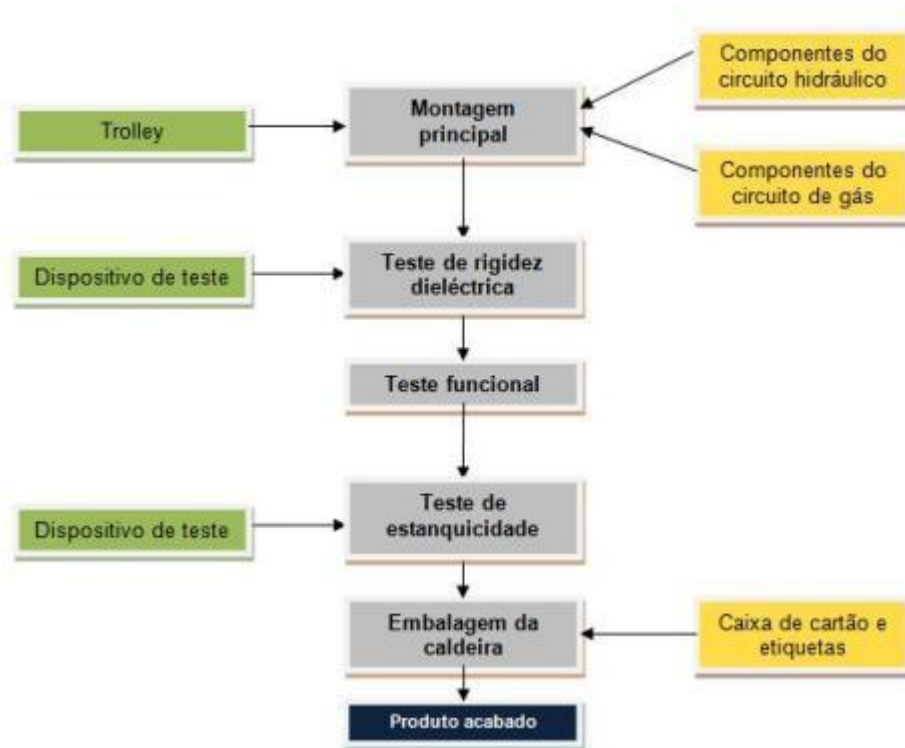 Componentes do
circuito hidráulico
Trolley
Montagem
principal
Componentes do
circuito de gás
Dispositivo de teste
Teste de rigidez
dieléctrica
Teste funcional
Dispositivo de teste
Teste de
estanquicidade
Embalagem da
caldeira
Caixa de cartão e
etiquetas
Produto acabado